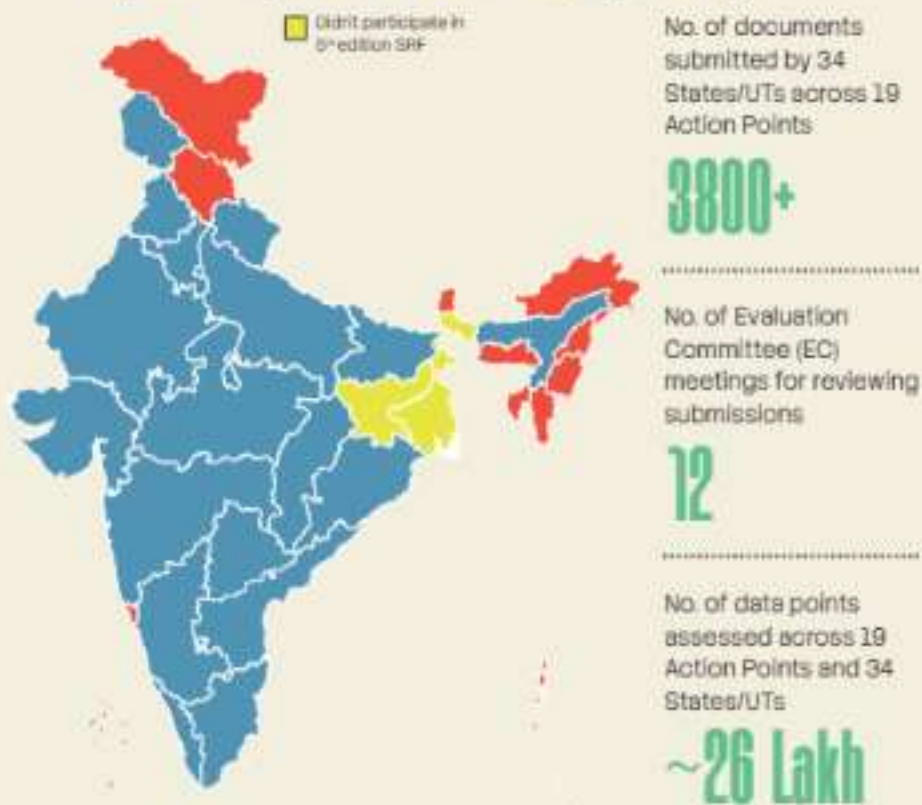 Didn't participate in
5th edition SRF
No. of documents
submitted by 34
States/UTs across 19
Action Points
3800+
No. of Evaluation
Committee (EC)
meetings for reviewing
submissions
12
No. of data points
assessed across 19
Action Points and 34
States/UTs
~26 Lakh